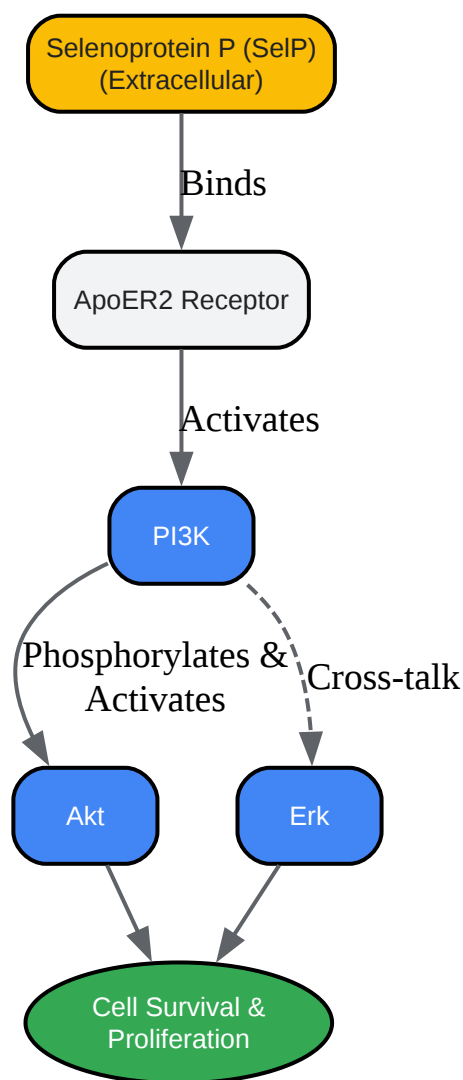 Selenoprotein P (SelP)
(Extracellular)
Binds
ApoER2 Receptor
Activates
PI3K
Phosphorylates &
Activates
Cross-talk
Akt
Erk
Cell Survival &
Proliferation